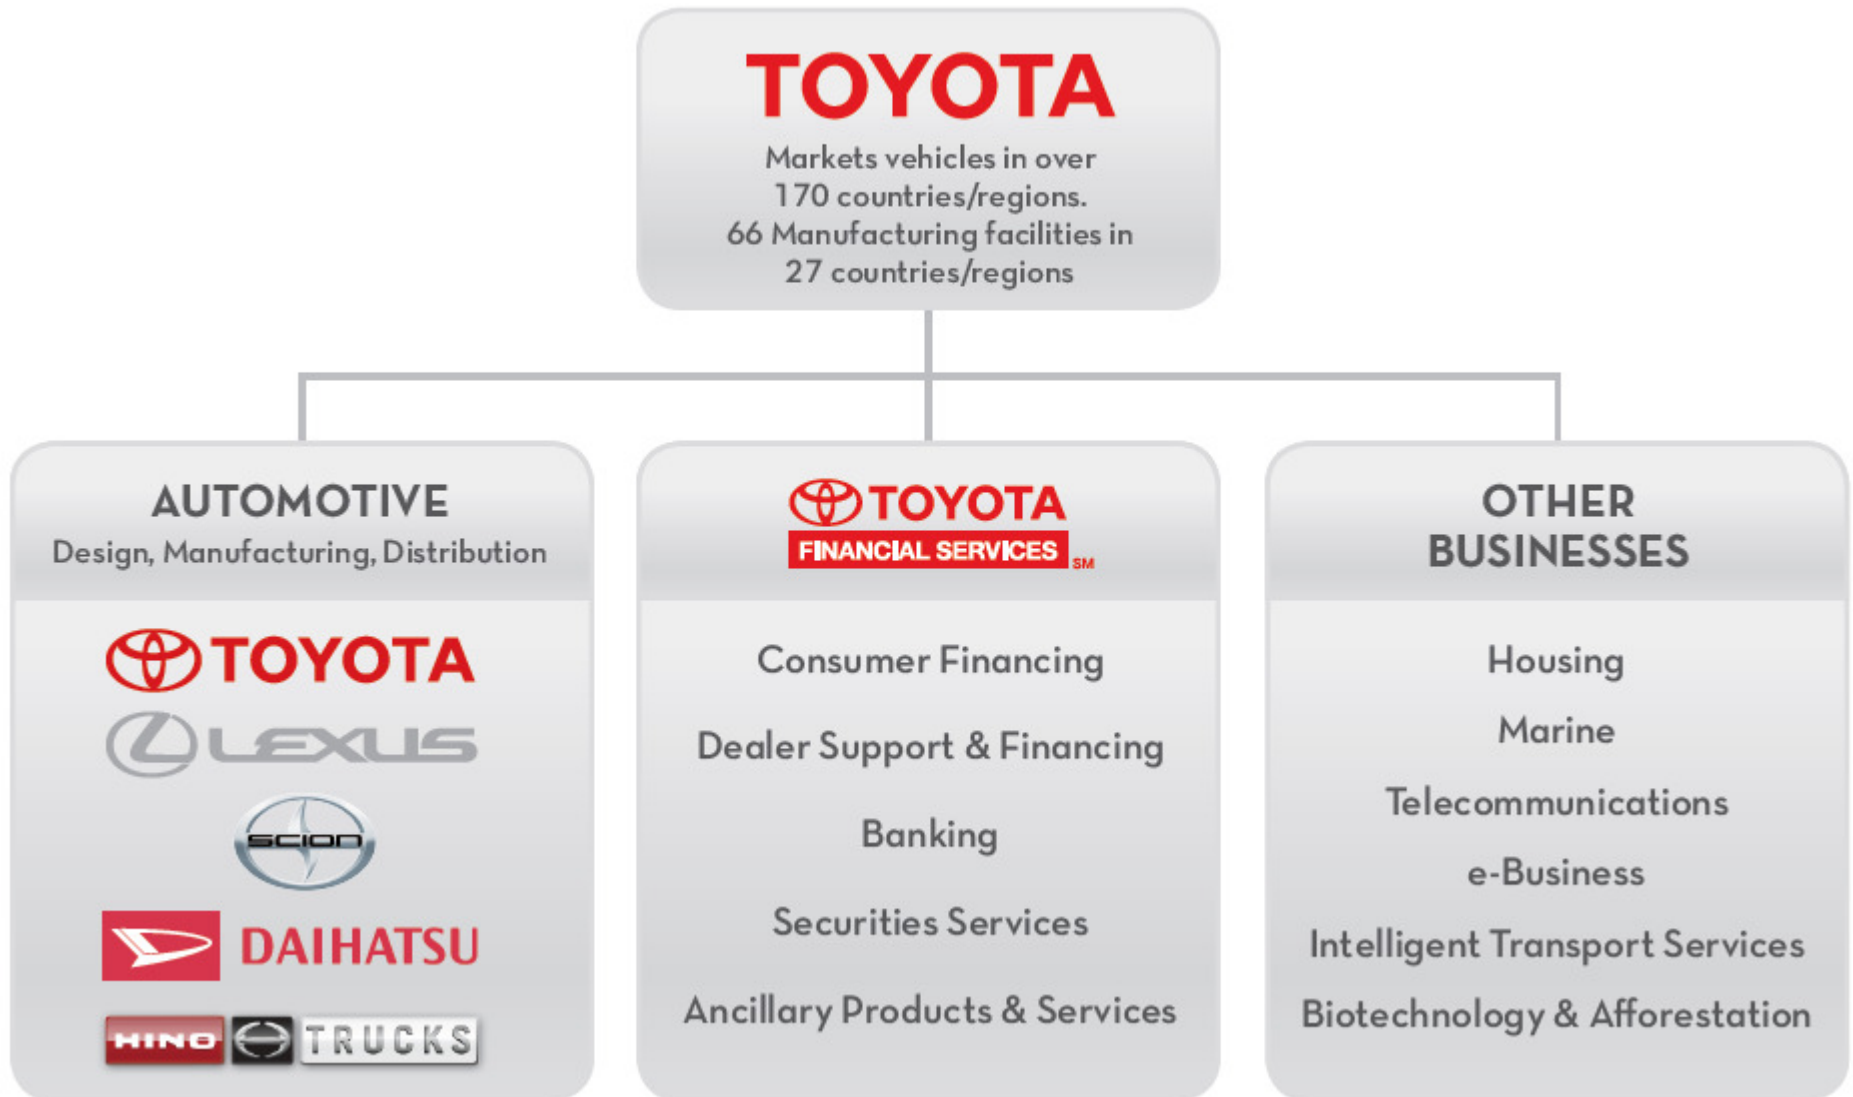 TOYOTA
Markets vehicles in over
170 countries/regions.
66 Manufacturing facilities in
27 countries/regions
AUTOMOTIVE
Design, Manufacturing, Distribution
TOYOTA
LEXUS
SCION
DAIHATSU
HINO TRUCKS
TOYOTA
FINANCIAL SERVICES SM
Consumer Financing
Dealer Support & Financing
Banking
Securities Services
Ancillary Products & Services
OTHER
BUSINESSES
Housing
Marine
Telecommunications
e-Business
Intelligent Transport Services
Biotechnology & Afforestation